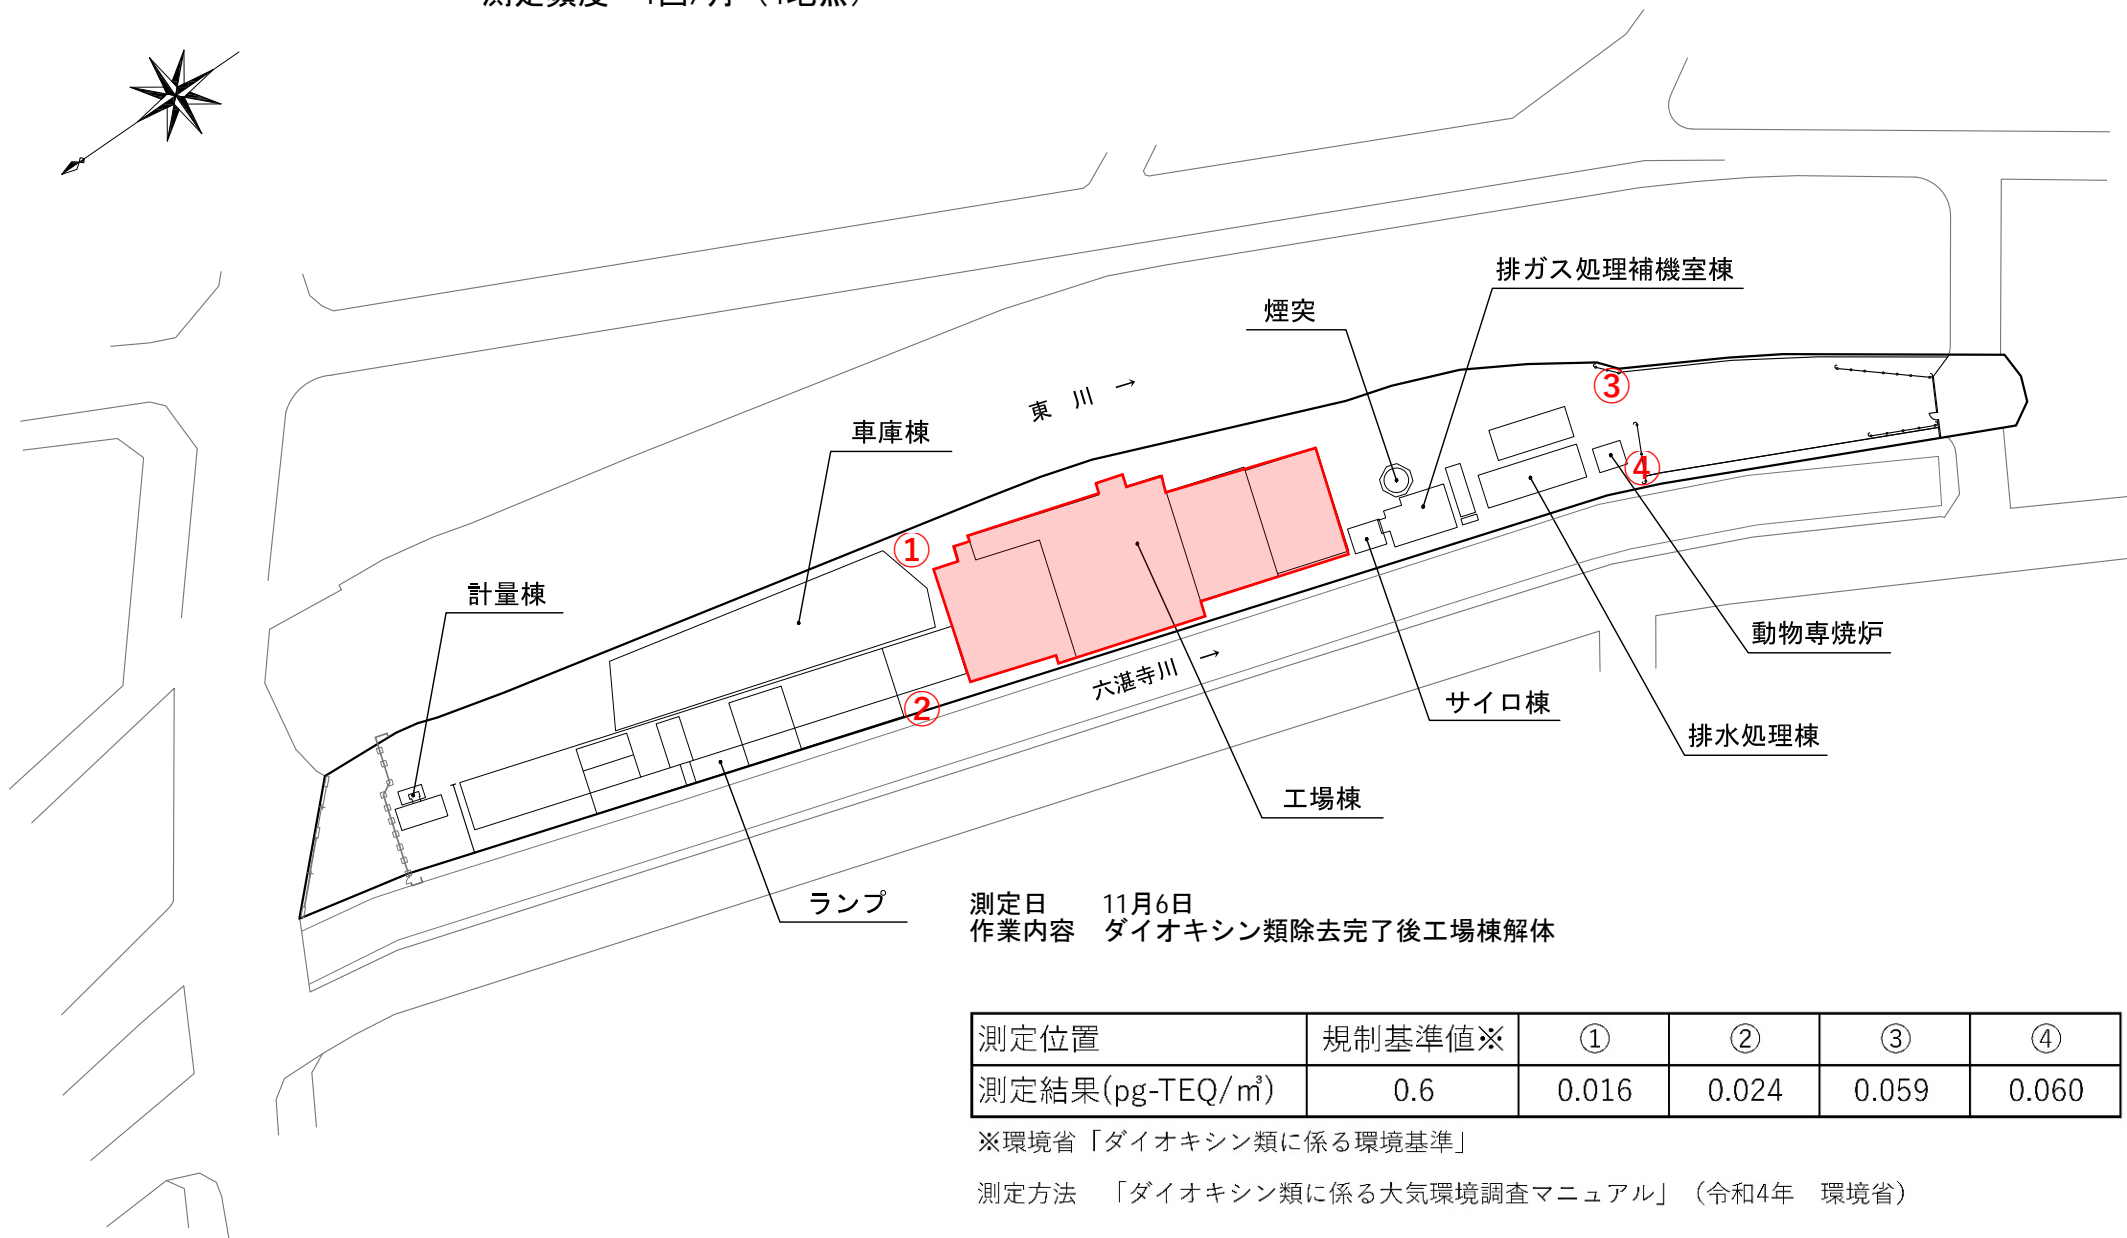 排ガス処理補機室棟
煙突
③
東 川 →
車庫棟
④
①
計量棟
動物専焼炉
六湛寺川 →
サイロ棟
②
排水処理棟
工場棟
ランプ
測定日 11月6日
作業内容 ダイオキシン類除去完了後工場棟解体
測定位置 規制基準値※ ① ② ③ ④
測定結果(pg-TEQ/㎥) 0.6 0.016 0.024 0.059 0.060
※環境省「ダイオキシン類に係る環境基準」
測定方法 「ダイオキシン類に係る大気環境調査マニュアル」（令和4年 環境省）